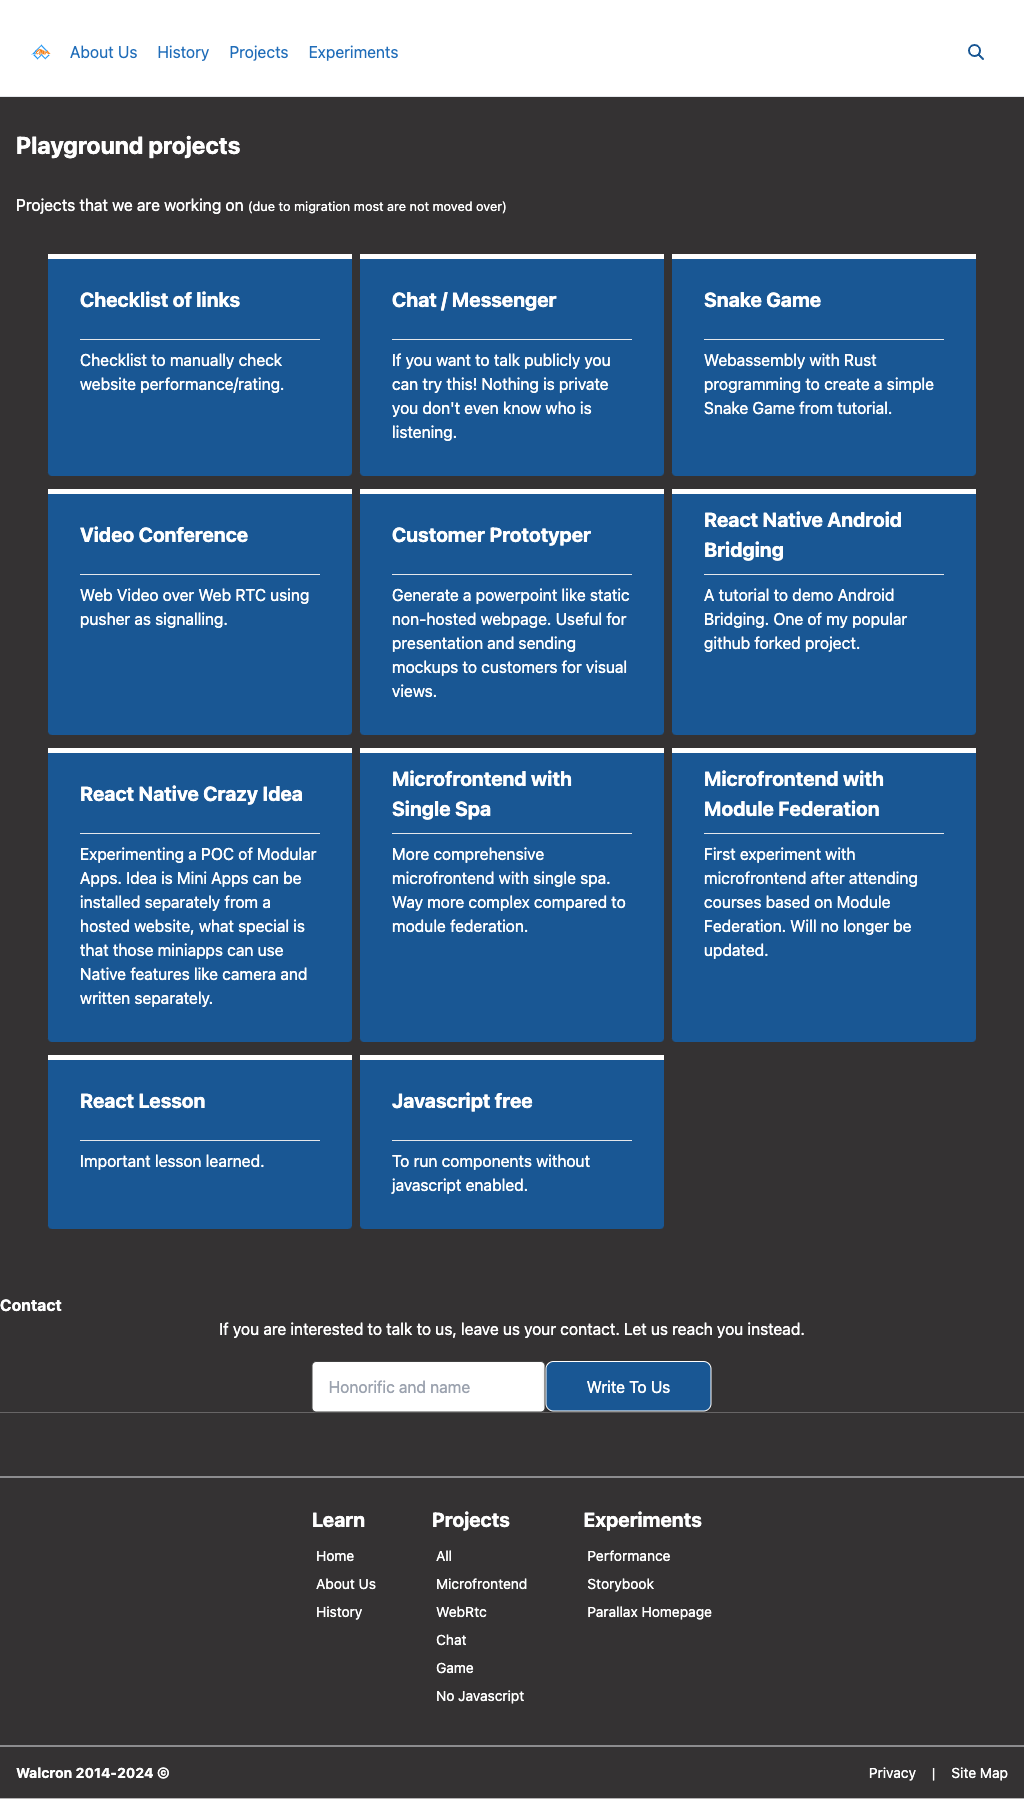 About Us
History
Projects
Experiments
Playground projects
Projects that we are working on (due to migration most are not moved over)
Checklist of links
Checklist to manually check
website performance/rating.
Chat / Messenger
If you want to talk publicly you
can try this! Nothing is private
you don't even know who is
listening.
Snake Game
Webassembly with Rust
programming to create a simple
Snake Game from tutorial.
Video Conference
Web Video over Web RTC using
pusher as signalling.
Customer Prototyper
Generate a powerpoint like static
non-hosted webpage. Useful for
presentation and sending
mockups to customers for visual
views.
React Native Android
Bridging
A tutorial to demo Android
Bridging. One of my popular
github forked project.
React Native Crazy Idea
Experimenting a POC of Modular
Apps. Idea is Mini Apps can be
installed separately from a
hosted website, what special is
that those miniapps can use
Native features like camera and
written separately.
Microfrontend with
Single Spa
More comprehensive
microfrontend with single spa.
Way more complex compared to
module federation.
Microfrontend with
Module Federation
First experiment with
microfrontend after attending
courses based on Module
Federation. Will no longer be
updated.
React Lesson
Important lesson learned.
Javascript free
To run components without
javascript enabled.
Contact
If you are interested to talk to us, leave us your contact. Let us reach you instead.
Honorific and name
Write To Us
Learn
Home
About Us
History
Projects
All
Microfrontend
WebRtc
Chat
Game
No Javascript
Experiments
Performance
Storybook
Parallax Homepage
Walcron 2014-2024 ©
Privacy | Site Map